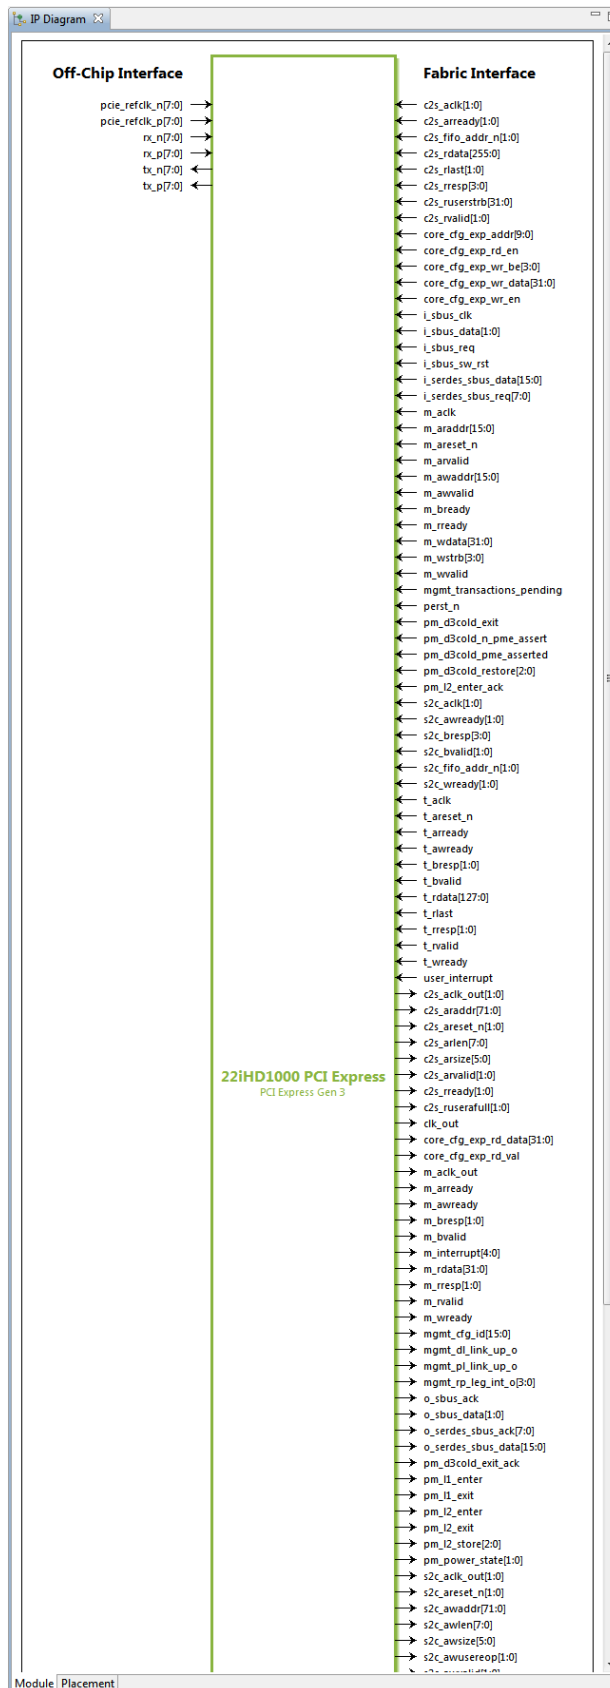 IP Diagram
Off-Chip Interface
Fabric Interface
pcie_refclk_n[7:0]
pcie_refclk_p[7:0]
rx_n[7:0]
rx_p[7:0]
tx_n[7:0]
tx_p[7:0]
c2s_aclk[1:0]
c2s_arready[1:0]
c2s_fifo_addr_n[1:0]
c2s_rdata[255:0]
c2s_rlast[1:0]
c2s_rresp[3:0]
c2s_ruserstrb[31:0]
c2s_rvalid[1:0]
core_cfg_exp_addr[9:0]
core_cfg_exp_rd_en
core_cfg_exp_wr_be[3:0]
core_cfg_exp_wr_data[31:0]
core_cfg_exp_wr_en
i_sbus_clk
i_sbus_data[1:0]
i_sbus_req
i_sbus_sw_rst
i_serdes_sbus_data[15:0]
i_serdes_sbus_req[7:0]
m_aclk
m_araddr[15:0]
m_areset_n
m_arvalid
m_awaddr[15:0]
m_awvalid
m_bready
m_rready
m_wdata[31:0]
m_wstrb[3:0]
m_wvalid
mgmt_transactions_pending
perst_n
pm_d3cold_exit
pm_d3cold_n_pme_assert
pm_d3cold_pme_asserted
pm_d3cold_restore[2:0]
pm_l2_enter_ack
s2c_aclk[1:0]
s2c_awready[1:0]
s2c_bresp[3:0]
s2c_bvalid[1:0]
s2c_fifo_addr_n[1:0]
s2c_wready[1:0]
t_aclk
t_areset_n
t_arready
t_awready
t_bresp[1:0]
t_bvalid
t_rdata[127:0]
t_rlast
t_rresp[1:0]
t_rvalid
t_wready
user_interrupt
c2s_aclk_out[1:0]
c2s_araddr[71:0]
c2s_areset_n[1:0]
c2s_arlen[7:0]
c2s_arsize[5:0]
c2s_arvalid[1:0]
c2s_rready[1:0]
c2s_ruserafull[1:0]
clk_out
core_cfg_exp_rd_data[31:0]
core_cfg_exp_rd_val
m_aclk_out
m_arready
m_awready
m_bresp[1:0]
m_bvalid
m_interrupt[4:0]
m_rdata[31:0]
m_rresp[1:0]
m_rvalid
m_wready
mgmt_cfg_id[15:0]
mgmt_dl_link_up_o
mgmt_pl_link_up_o
mgmt_rp_leg_int_o[3:0]
o_sbus_ack
o_sbus_data[1:0]
o_serdes_sbus_ack[7:0]
o_serdes_sbus_data[15:0]
pm_d3cold_exit_ack
pm_l1_enter
pm_l1_exit
pm_l2_enter
pm_l2_exit
pm_l2_store[2:0]
pm_power_state[1:0]
s2c_aclk_out[1:0]
s2c_areset_n[1:0]
s2c_awaddr[71:0]
s2c_awlen[7:0]
s2c_awsize[5:0]
s2c_awusereop[1:0]
22iHD1000 PCI Express
PCI Express Gen 3
Module
Placement